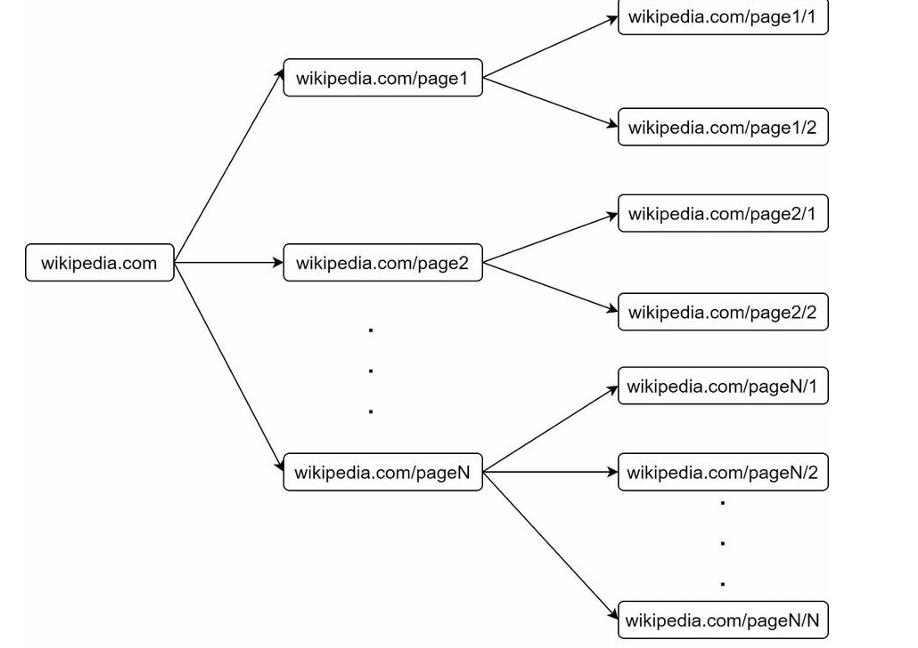 wikipedia.com
wikipedia.com/page1
wikipedia.com/page2
.
.
.
wikipedia.com/pageN
wikipedia.com/page1/1
wikipedia.com/page1/2
wikipedia.com/page2/1
wikipedia.com/page2/2
wikipedia.com/pageN/1
wikipedia.com/pageN/2
.
.
.
wikipedia.com/pageN/N